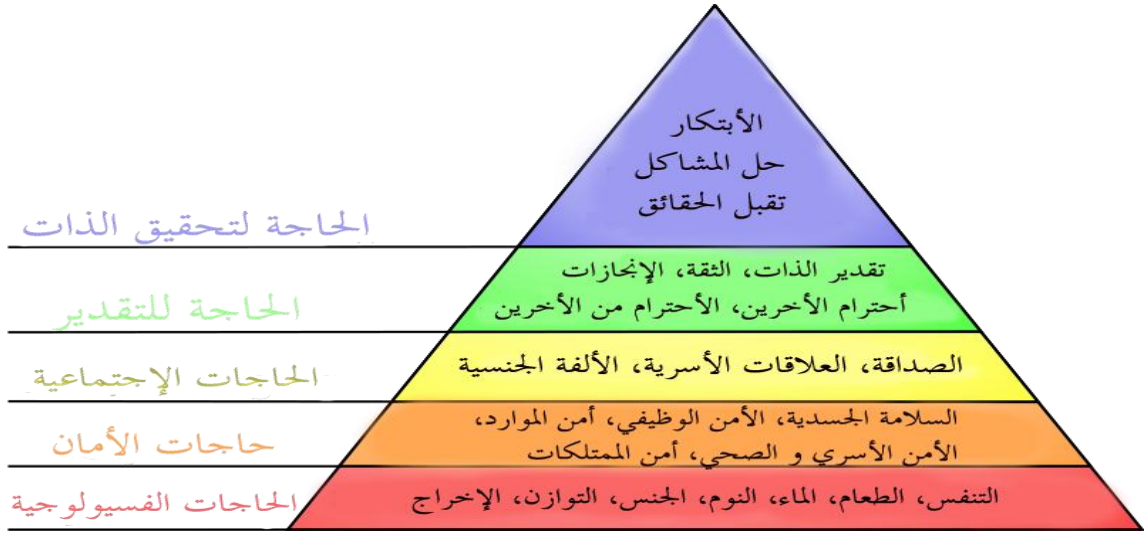 الأبتكار
حل المشاكل
تقبل الحقائق
الحاجة لتحقيق الذات
تقدير الذات، الثقة، الإنجازات
أحترام الأخرين، الأحترام من الأخرين
الحاجة للتقدير
الصداقة، العلاقات الأسرية، الألفة الجنسية
الحاجات الإجتماعية
السلامة الجسدية، الأمن الوظيفي، أمن الموارد،
الأمن الأسري و الصحي، أمن الممتلكات
حاجات الأمان
التنفس، الطعام، الماء، النوم، الجنس، التوازن، الإخراج
الحاجات الفسيولوجية